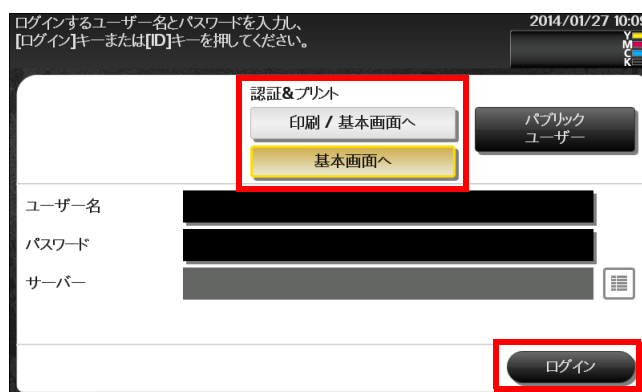 ログインするユーザー名とパスワードを入力し、
[ログイン]キーまたは[ID]キーを押してください。
2014/01/27 10:09
Y
M
C
K
認証&プリント
印刷 / 基本画面へ
基本画面へ
パブリック
ユーザー
ユーザー名
パスワード
サーバー
ログイン